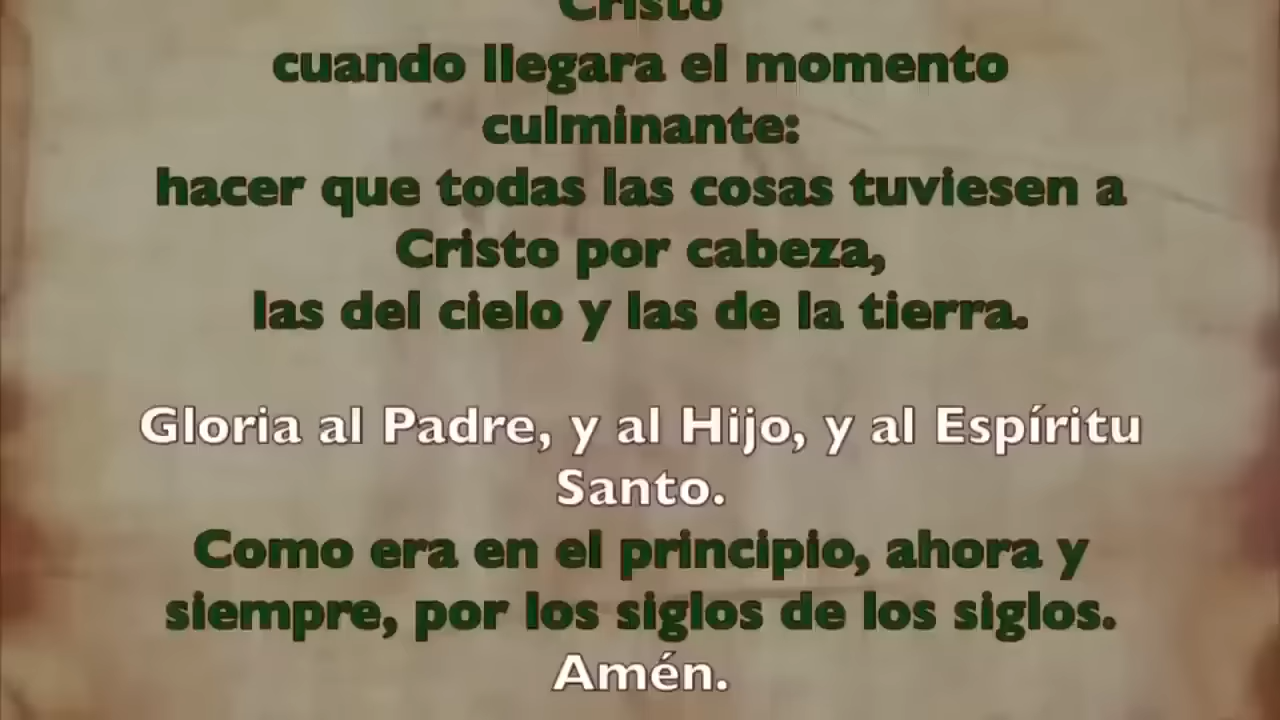 Cristo
cuando llegara el momento
culminante:
hacer que todas las cosas tuviesen a
Cristo por cabeza,
las del cielo y las de la tierra.
Gloria al Padre, y al Hijo, y al Espíritu
Santo.
Como era en el principio, ahora y
siempre, por los siglos de los siglos.
Amén.